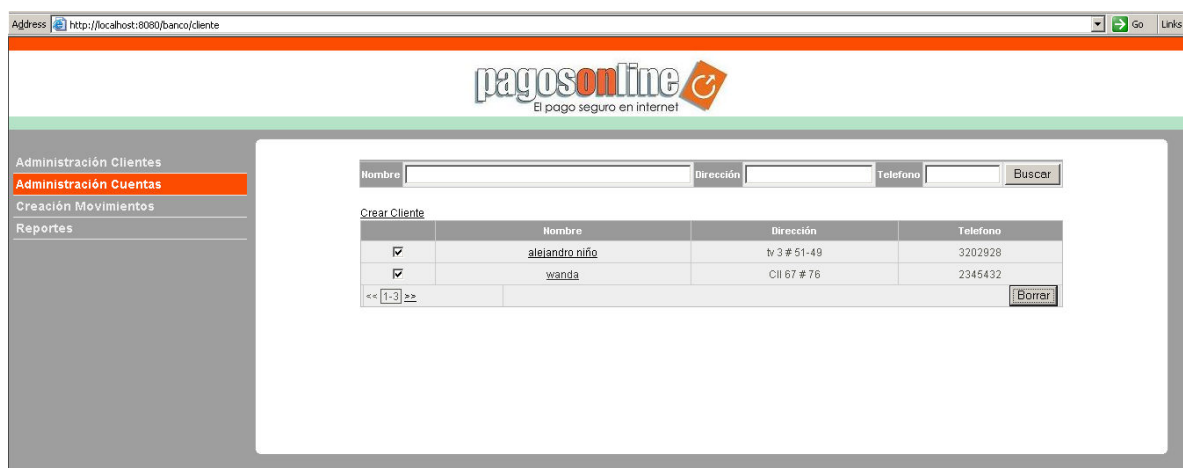 Address http://localhost:8080/banco/cliente Go Links
pagosonline
El pago seguro en internet
Administración Clientes
Administración Cuentas
Creación Movimientos
Reportes
Nombre Dirección Telefono Buscar
Crear Cliente
Nombre Dirección Telefono
alejandro niño tv 3 # 51-49 3202928
wanda Cll 67 # 76 2345432
<< 1-3 >> Borrar